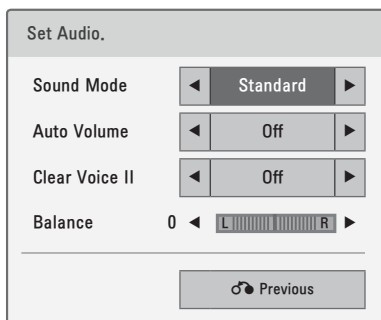 Set Audio.
Sound Mode ◀ Standard ▶
Auto Volume ◀ Off ▶
Clear Voice II ◀ Off ▶
Balance 0 ◀ L R ▶
Previous